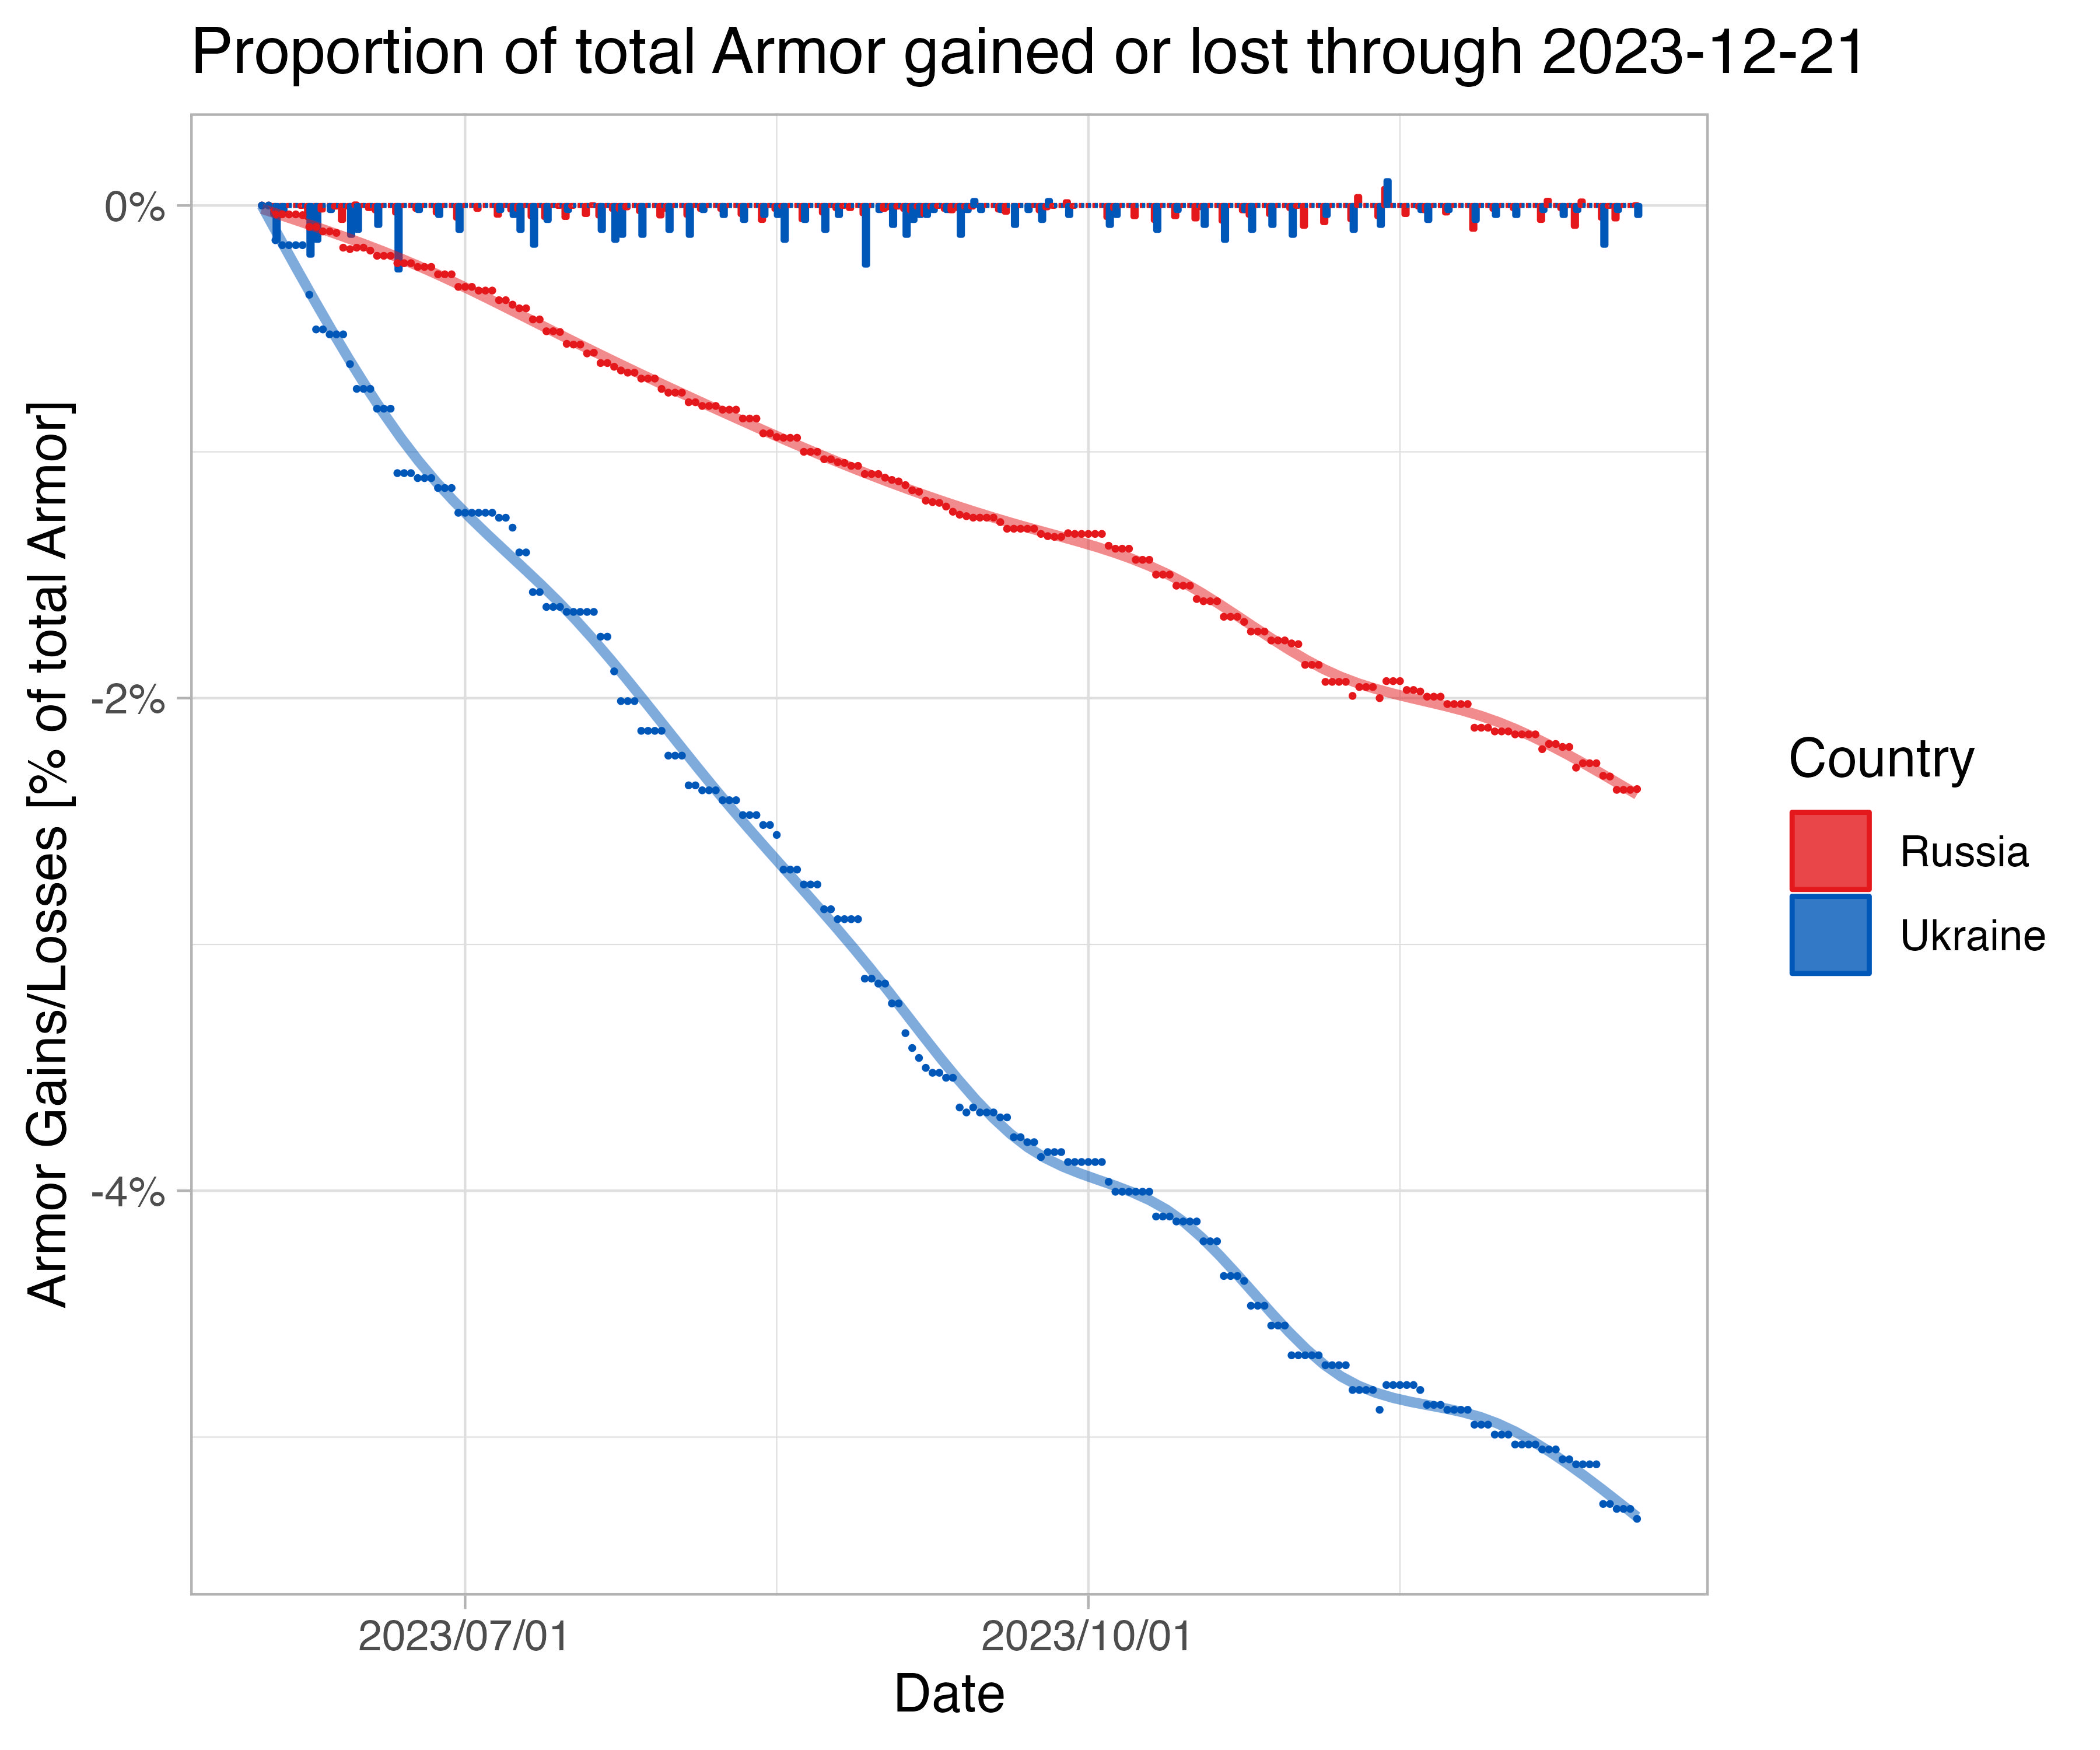 Proportion of total Armor gained or lost through 2023-12-21
Armor Gains/Losses [% of total Armor]
0%
-2%
-4%
2023/07/01
2023/10/01
Date
Country
Russia
Ukraine